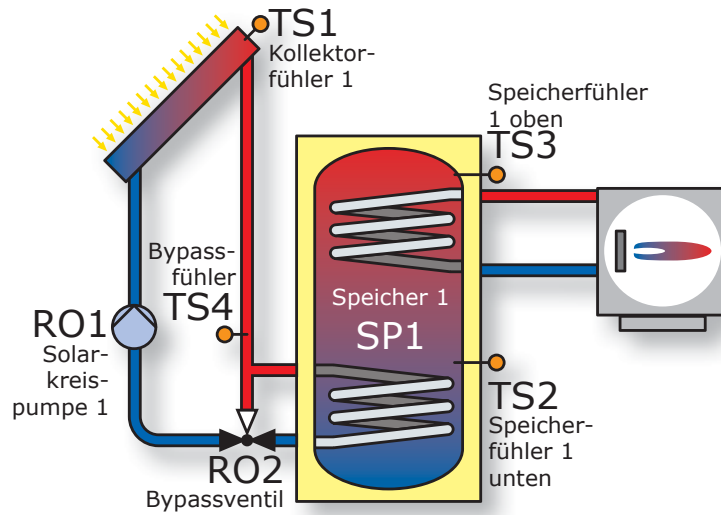 TS1
Kollektor-
fühler 1
Speicherfühler
1 oben
TS3
Bypass-
fühler
TS4
Speicher 1
SP1
RO1
Solar-
kreis-
pumpe 1
TS2
Speicher-
fühler 1
unten
RO2
Bypassventil